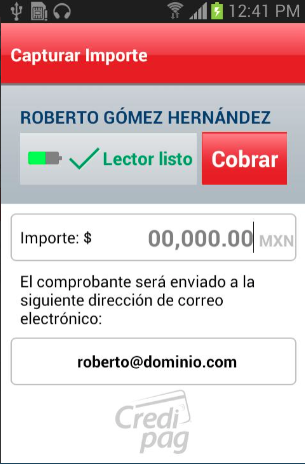 12:41 PM
Capturar Importe
ROBERTO GÓMEZ HERNÁNDEZ
Lector listo
Cobrar
Importe: $ 00,000.00 MXN
El comprobante será enviado a la
siguiente dirección de correo
electrónico:
roberto@dominio.com
Credi
pag